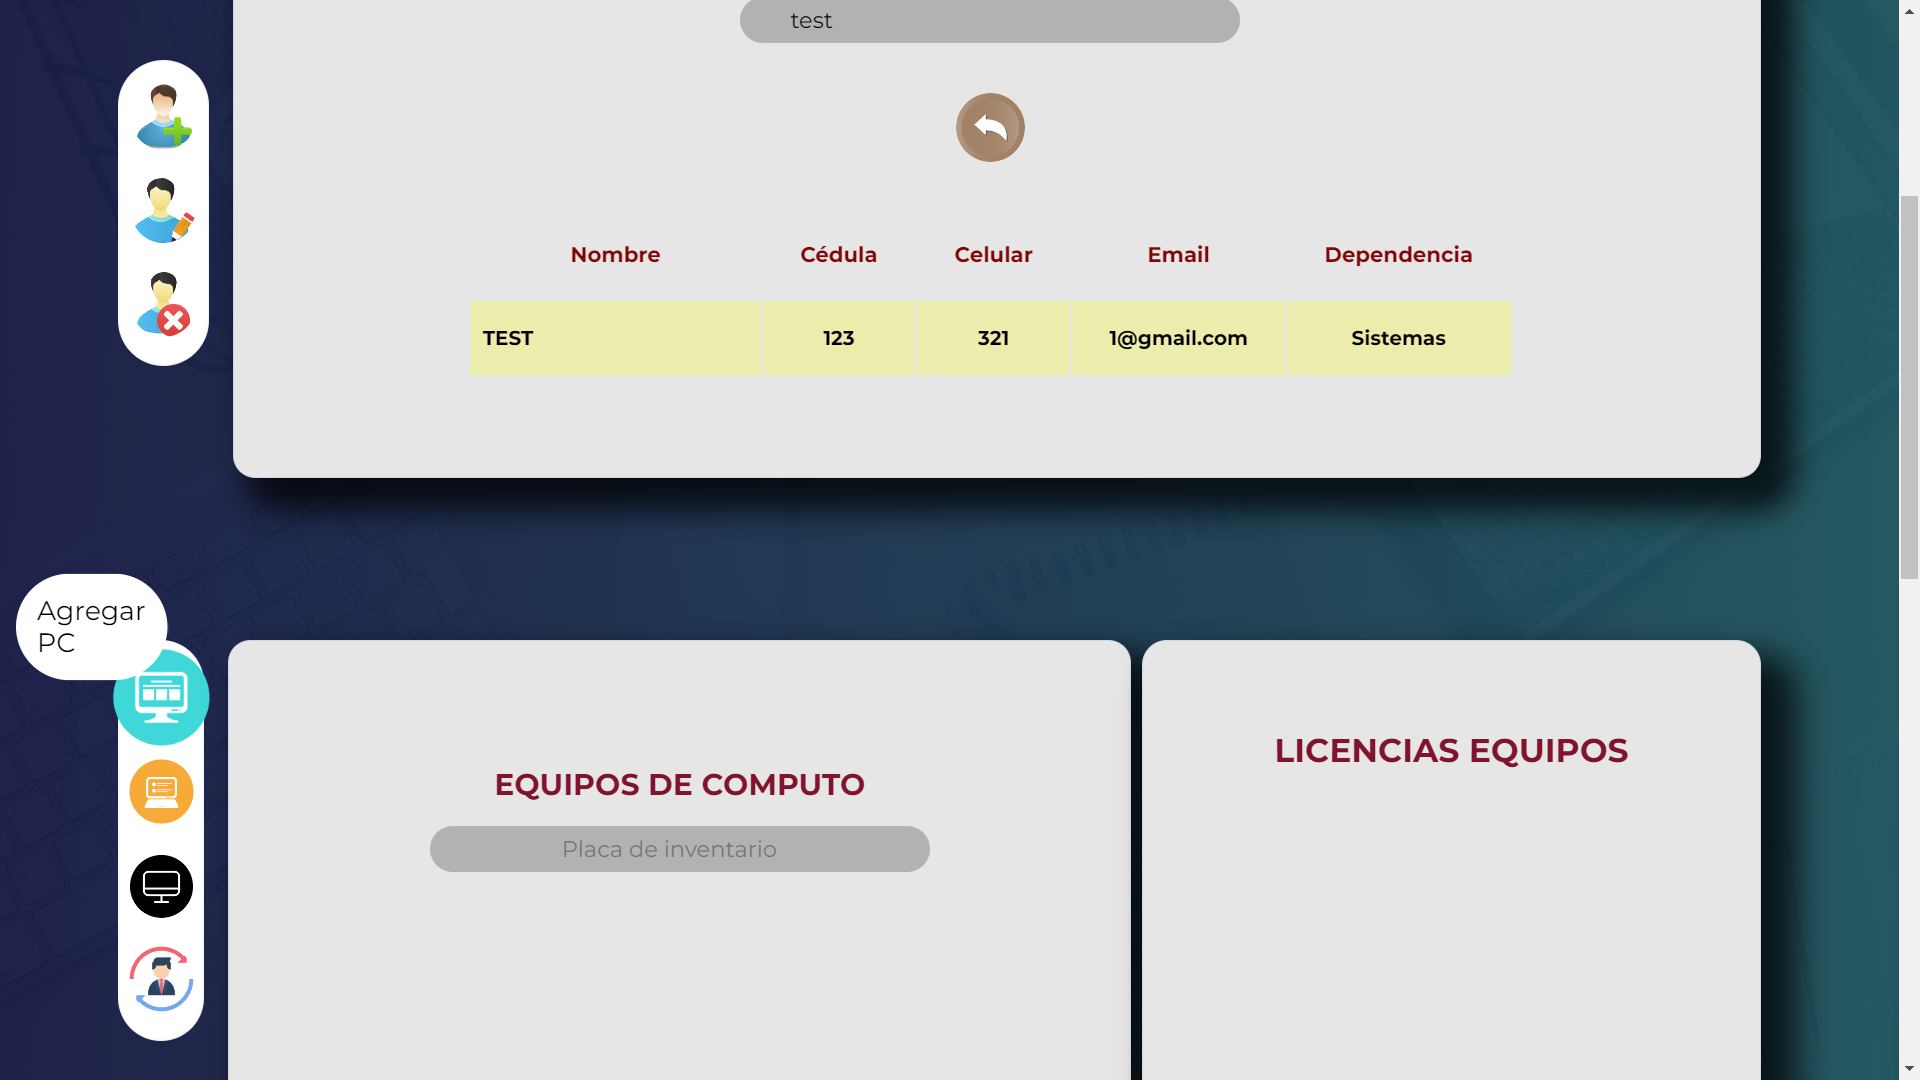 test
Nombre Cédula Celular Email Dependencia
TEST 123 321 1@gmail.com Sistemas
Agregar
PC
EQUIPOS DE COMPUTO
Placa de inventario
LICENCIAS EQUIPOS